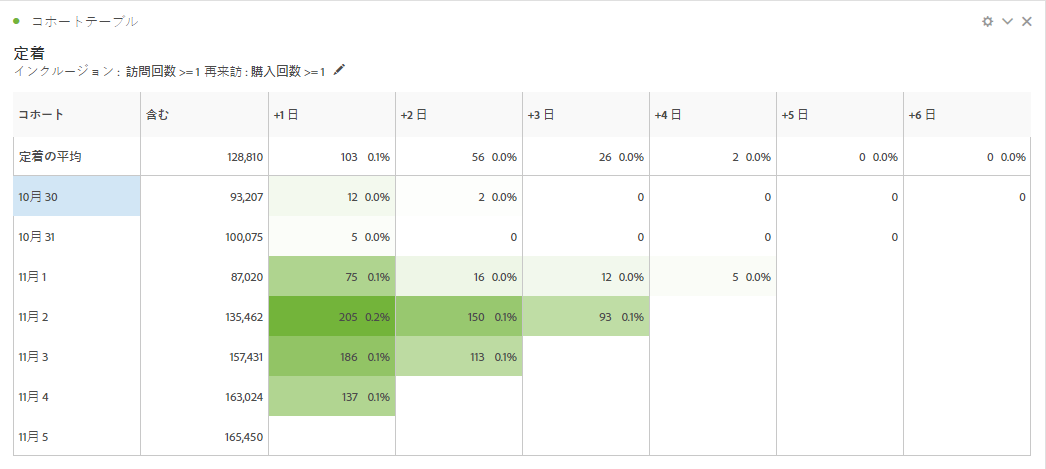 コホートテーブル
定着
インクルージョン : 訪問回数 >=1 再来訪 : 購入回数 >=1
コホート 含む +1 日 +2 日 +3 日 +4 日 +5 日 +6 日
定着の平均 128,810 103 0.1% 56 0.0% 26 0.0% 2 0.0% 0 0.0% 0 0.0%
10月 30 93,207 12 0.0% 2 0.0% 0 0 0 0
10月 31 100,075 5 0.0% 0 0 0 0
11月 1 87,020 75 0.1% 16 0.0% 12 0.0% 5 0.0%
11月 2 135,462 205 0.2% 150 0.1% 93 0.1%
11月 3 157,431 186 0.1% 113 0.1%
11月 4 163,024 137 0.1%
11月 5 165,450